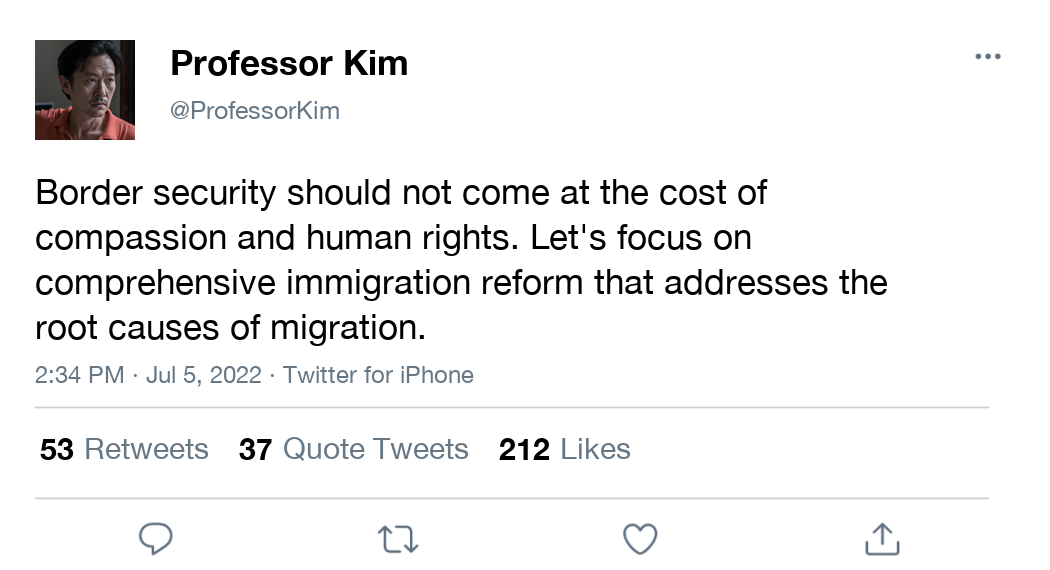 Professor Kim
@ProfessorKim
Border security should not come at the cost of
compassion and human rights. Let's focus on
comprehensive immigration reform that addresses the
root causes of migration.
2:34 PM · Jul 5, 2022 · Twitter for iPhone
53 Retweets 37 Quote Tweets 212 Likes